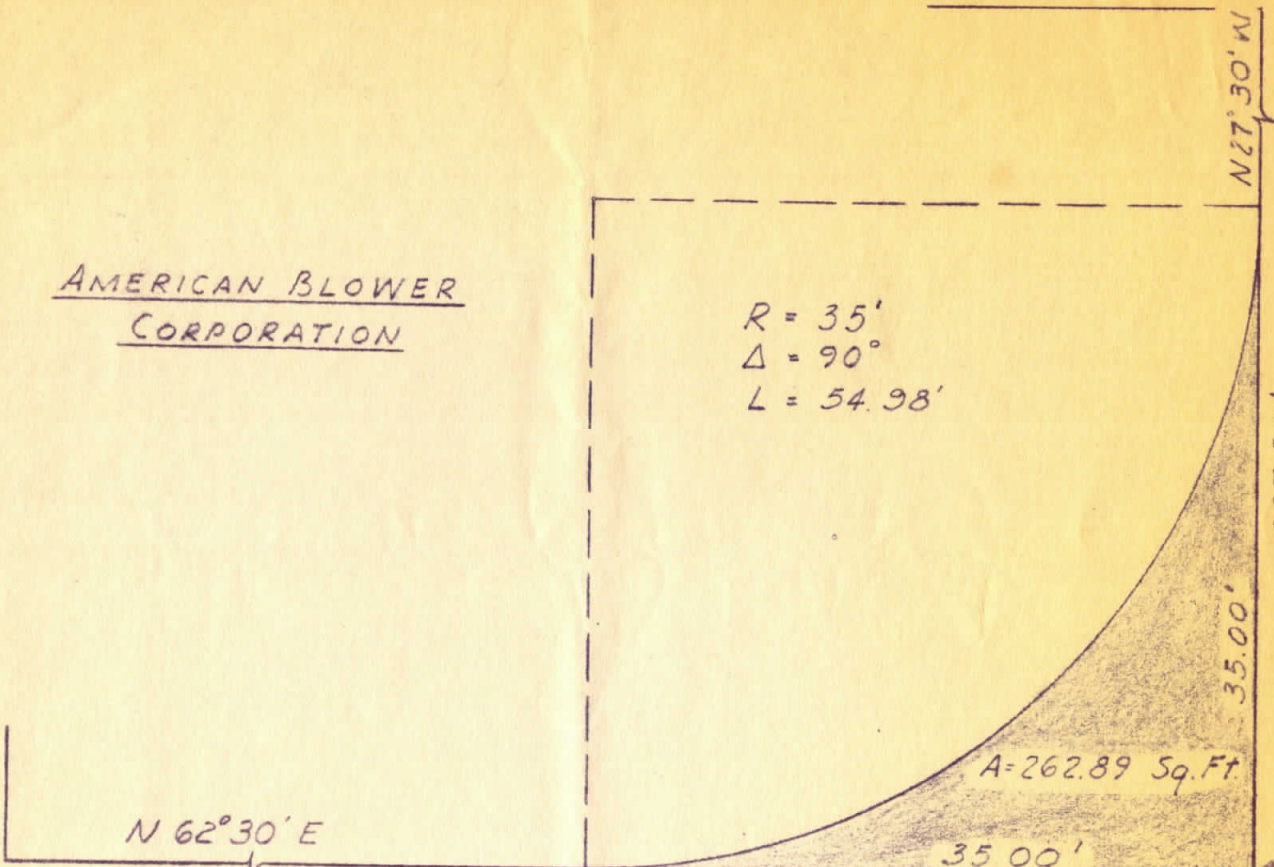 N27°30'W
AMERICAN BLOWER
CORPORATION
R = 35'
Δ = 90°
L = 54.98'
35.00'
A=262.89 Sq.Ft.
N 62°30' E
35.00'